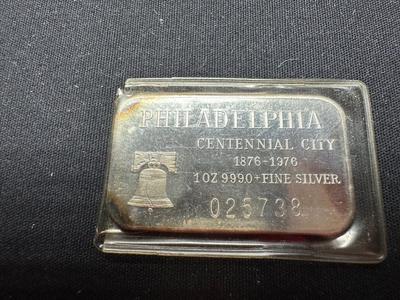 PHILADELPHIA
CENTENNIAL CITY
1876-1976
1 OZ 9990+FINE SILVER
025738